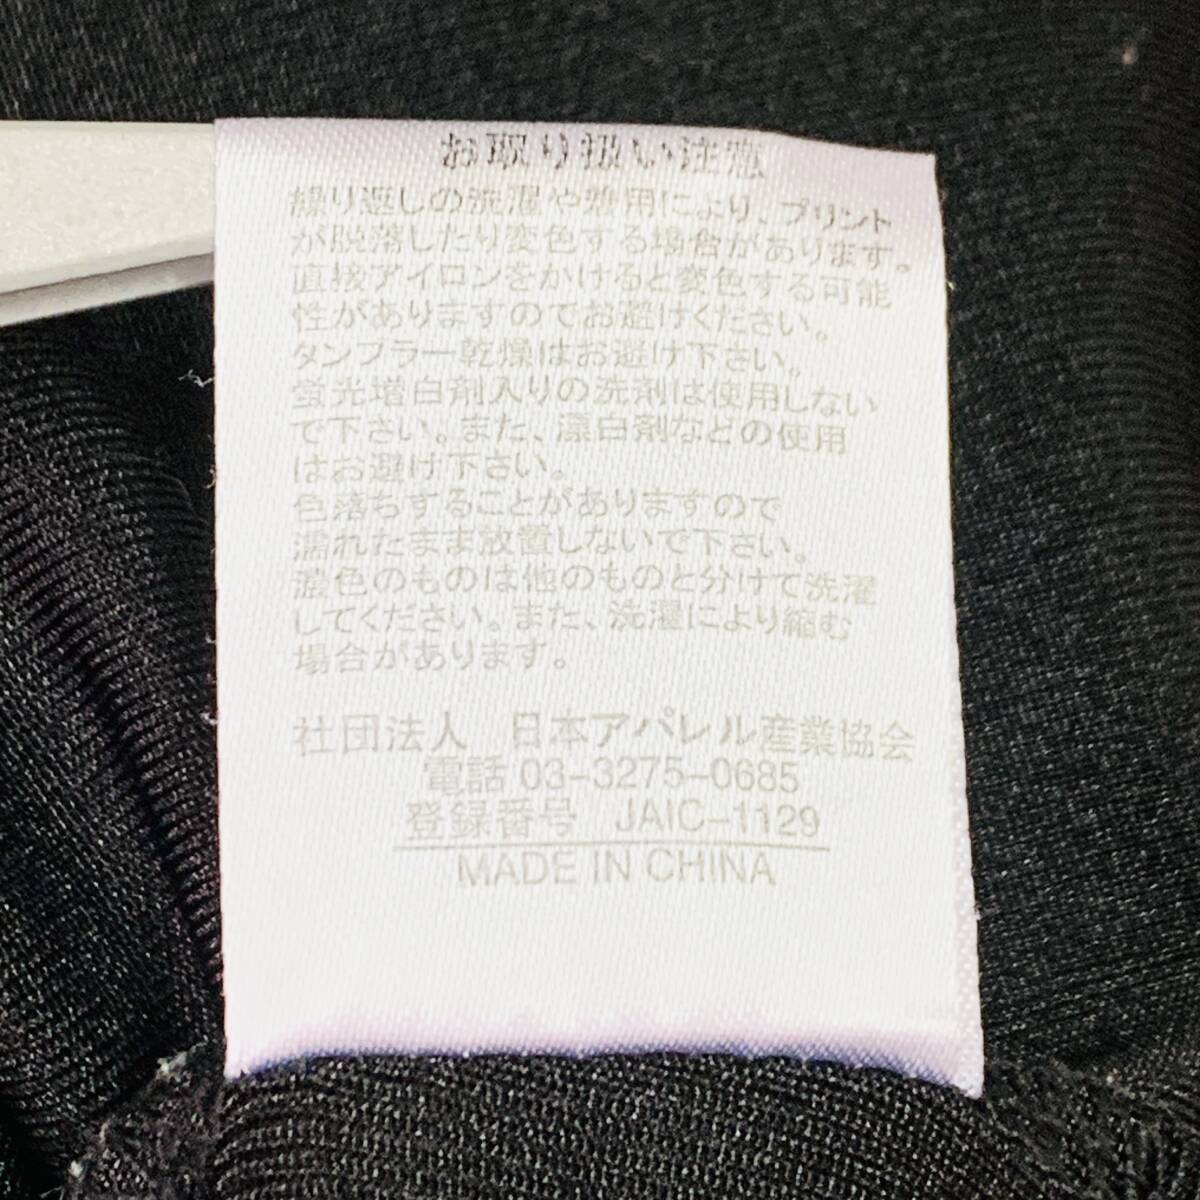 お取り扱い注意
繰り返しの洗濯や着用により、プリント
が脱落したり変色する場合があります。
直接アイロンをかけると変色する可能
性がありますのでお避けください。
タンブラー乾燥はお避け下さい。
蛍光増白剤入りの洗剤は使用しない
で下さい。また、漂白剤などの使用
はお避け下さい。
色落ちすることがありますので
濡れたまま放置しないで下さい。
濃色のものは他のものと分けて洗濯
してください。また、洗濯により縮む
場合があります。
社団法人 日本アパレル産業協会
電話 03-3275-0685
登録番号 JAIC-1129
MADE IN CHINA